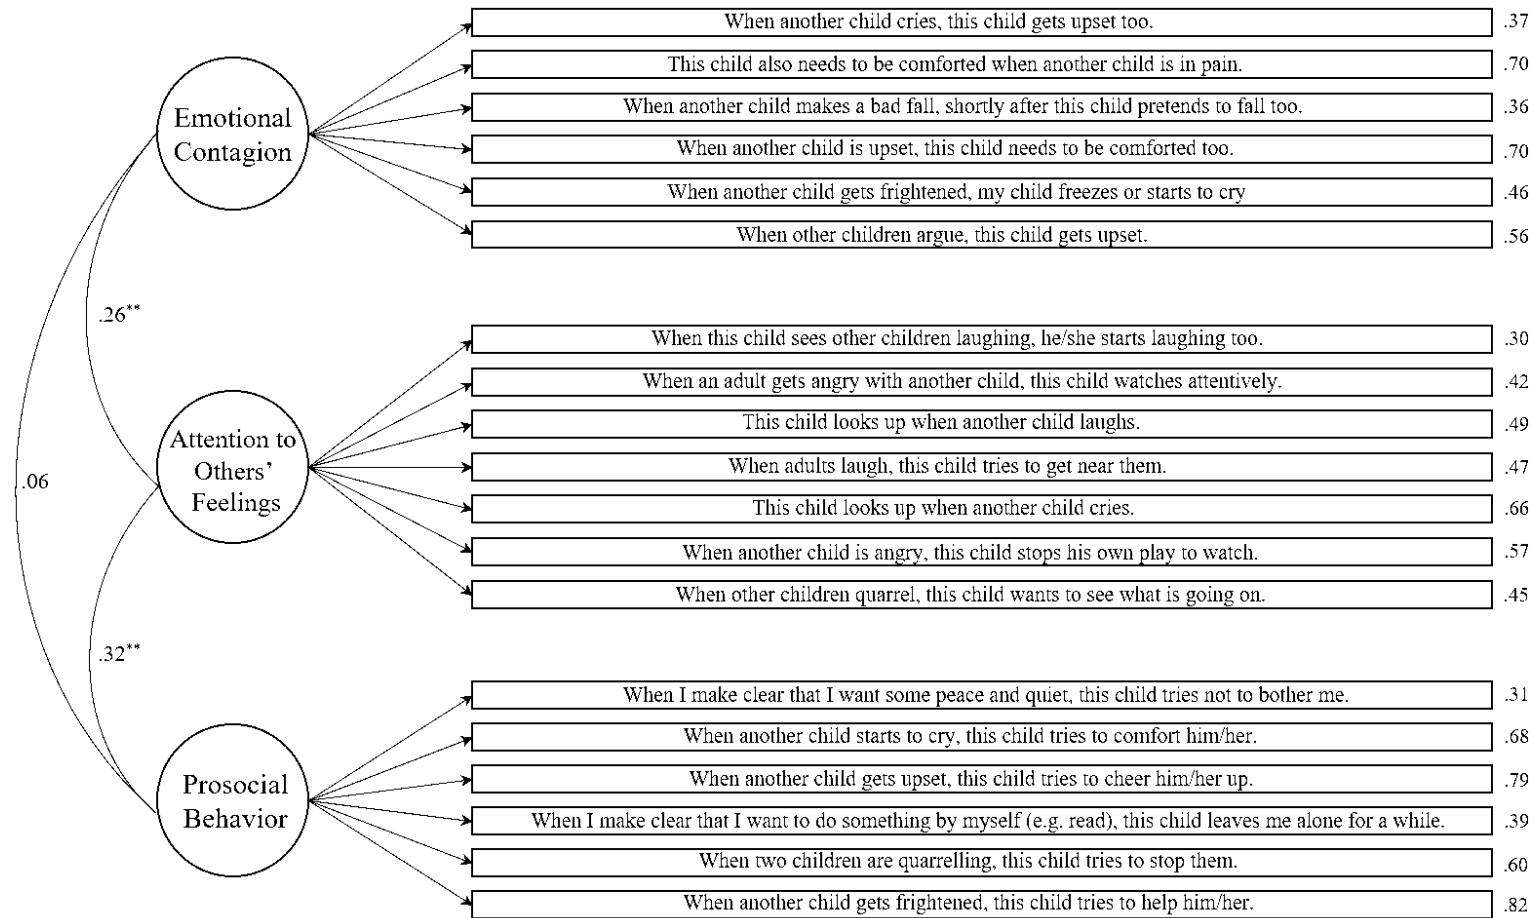 When another child cries, this child gets upset too. .37
This child also needs to be comforted when another child is in pain. .70
When another child makes a bad fall, shortly after this child pretends to fall too. .36
When another child is upset, this child needs to be comforted too. .70
When another child gets frightened, my child freezes or starts to cry .46
When other children argue, this child gets upset. .56
Emotional
Contagion
.26**
When this child sees other children laughing, he/she starts laughing too. .30
When an adult gets angry with another child, this child watches attentively. .42
This child looks up when another child laughs. .49
When adults laugh, this child tries to get near them. .47
This child looks up when another child cries. .66
When another child is angry, this child stops his own play to watch. .57
When other children quarrel, this child wants to see what is going on. .45
Attention to
Others’
Feelings
.06
.32**
When I make clear that I want some peace and quiet, this child tries not to bother me. .31
When another child starts to cry, this child tries to comfort him/her. .68
When another child gets upset, this child tries to cheer him/her up. .79
When I make clear that I want to do something by myself (e.g. read), this child leaves me alone for a while. .39
When two children are quarrelling, this child tries to stop them. .60
When another child gets frightened, this child tries to help him/her. .82
Prosocial
Behavior